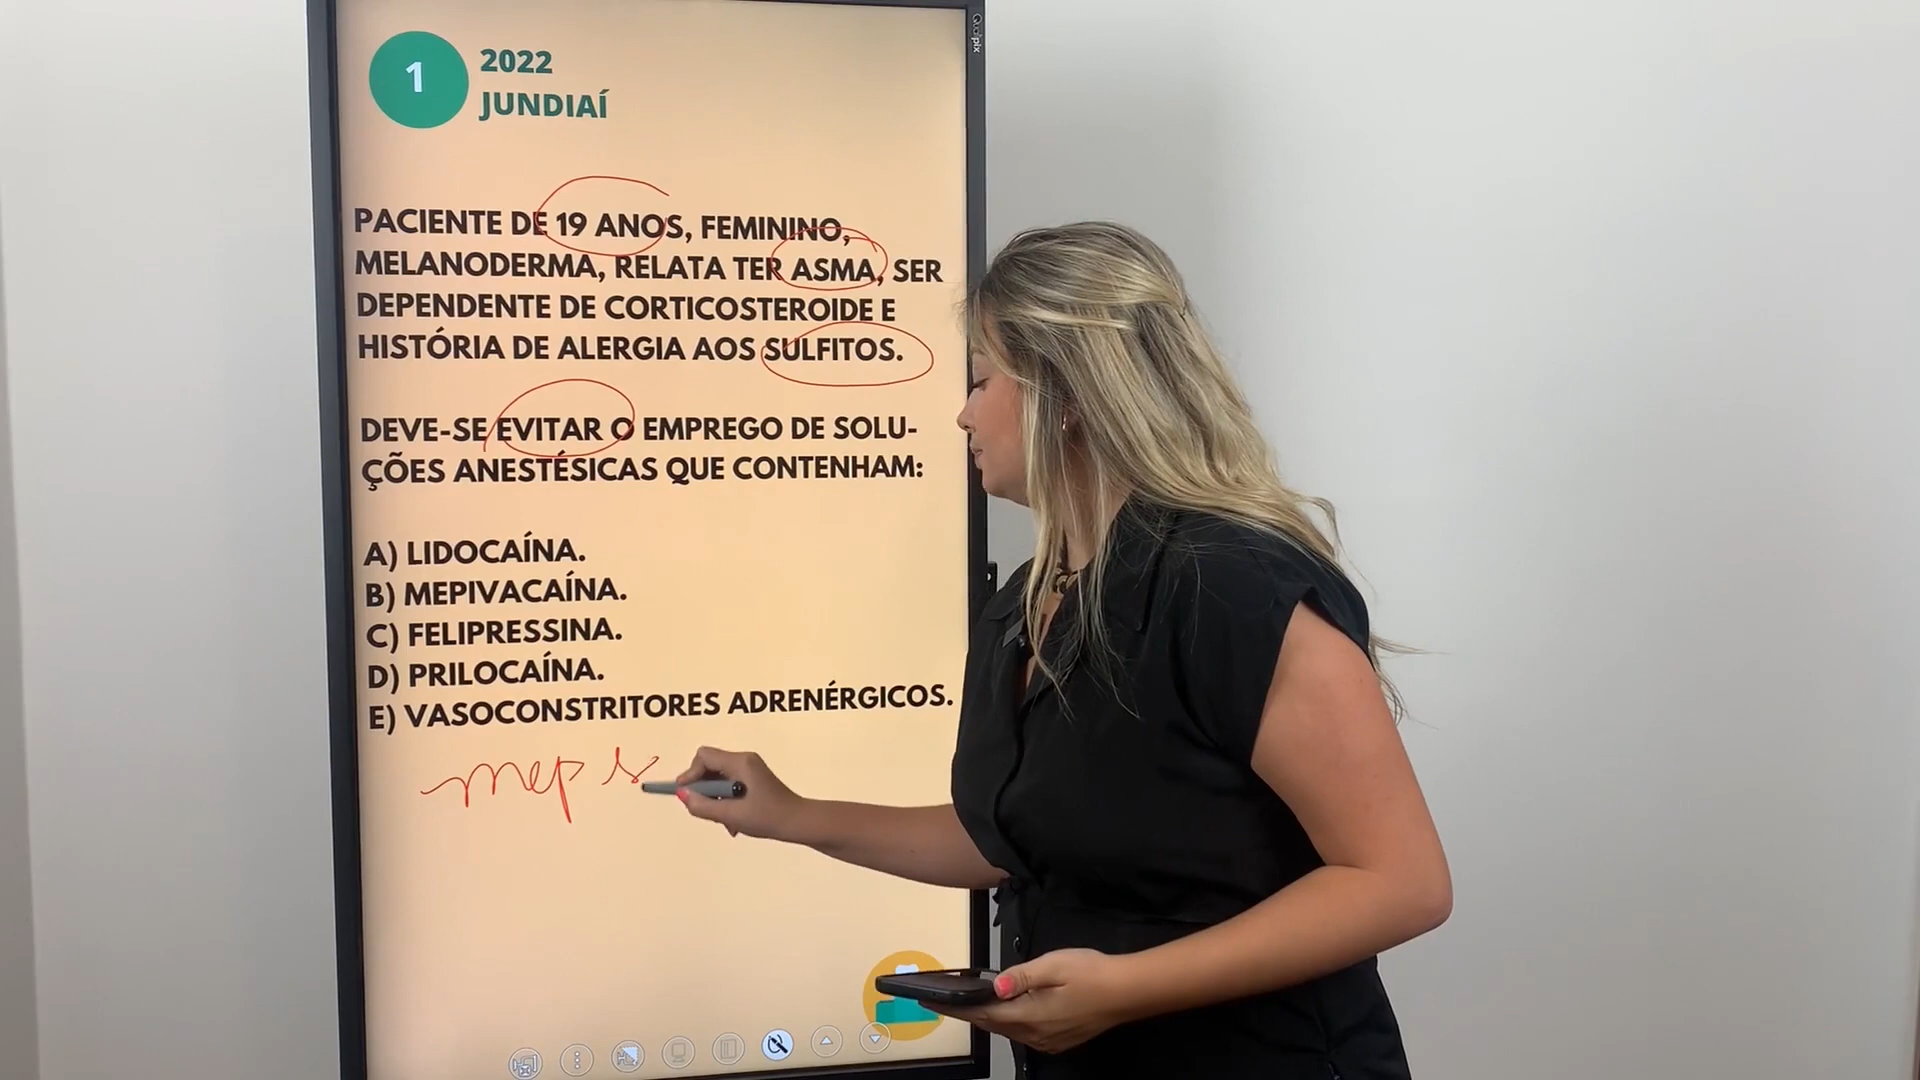 Quallpix
1
2022
JUNDIAÍ
PACIENTE DE 19 ANOS, FEMININO,
MELANODERMA, RELATA TER ASMA, SER
DEPENDENTE DE CORTICOSTEROIDE E
HISTÓRIA DE ALERGIA AOS SULFITOS.
DEVE-SE EVITAR O EMPREGO DE SOLU-
ÇÕES ANESTÉSICAS QUE CONTENHAM:
A) LIDOCAÍNA.
B) MEPIVACAÍNA.
C) FELIPRESSINA.
D) PRILOCAÍNA.
E) VASOCONSTRITORES ADRENÉRGICOS.
mep s